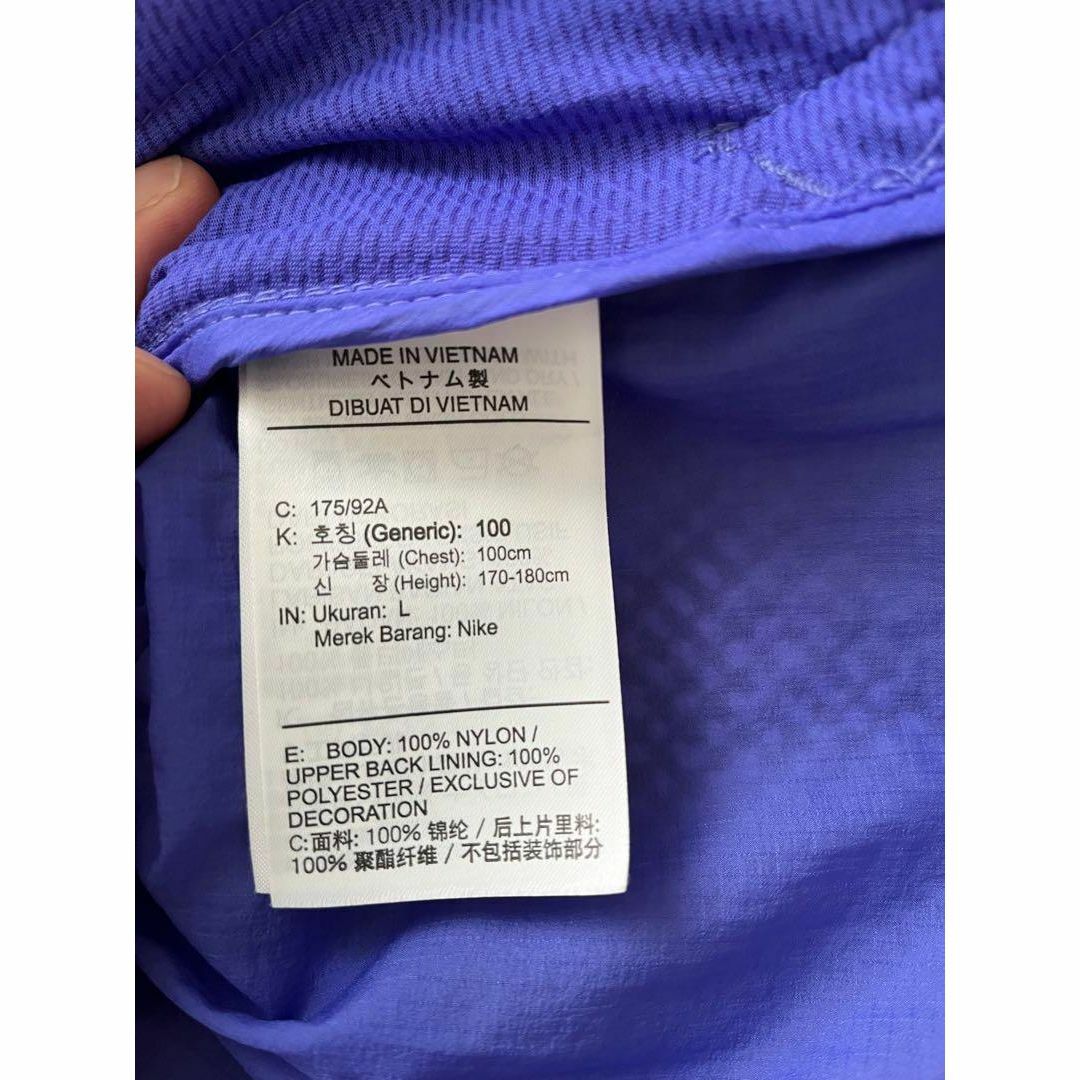 MADE IN VIETNAM
ベトナム製
DIBUAT DI VIETNAM
C: 175/92A
K: 호칭 (Generic): 100
가슴둘레 (Chest): 100cm
신 장 (Height): 170-180cm
IN: Ukuran: L
Merek Barang: Nike
E: BODY: 100% NYLON /
UPPER BACK LINING: 100%
POLYESTER / EXCLUSIVE OF
DECORATION
C:面料: 100% 锦纶 / 后上片里料:
100% 聚酯纤维 / 不包括装饰部分